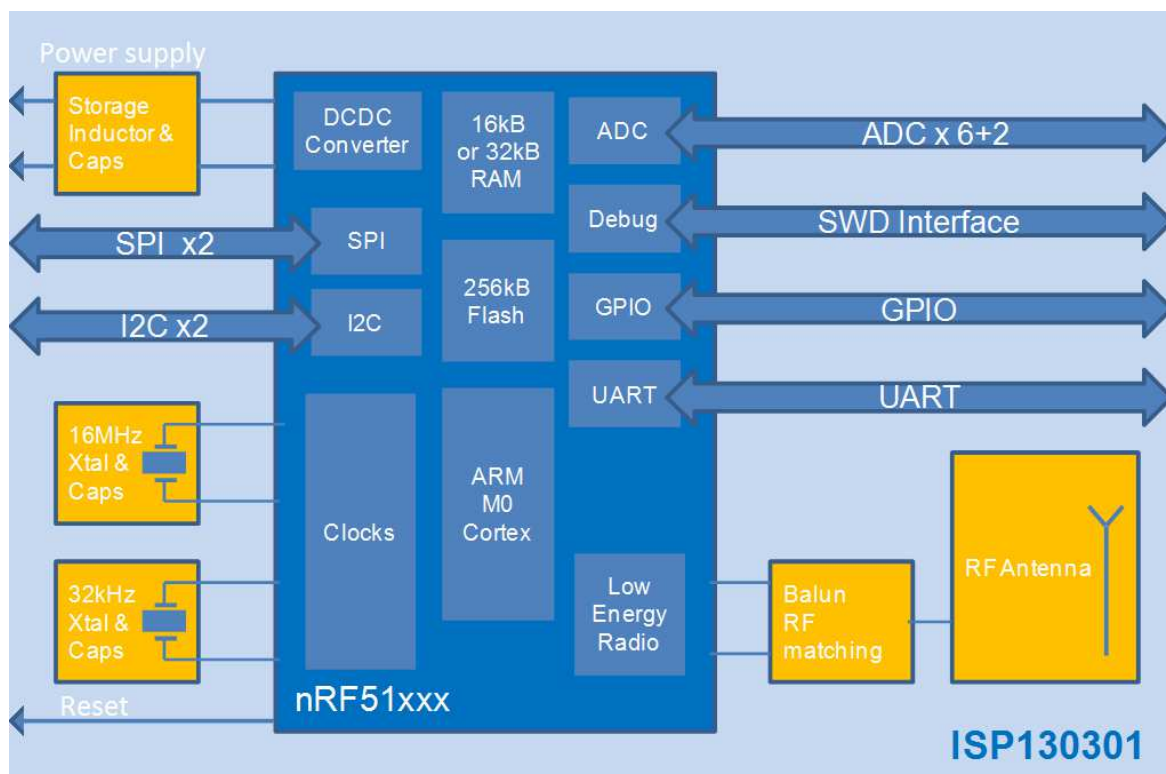 Power supply
Storage
Inductor &
Caps
DCDC
Converter
16kB
or 32kB
RAM
ADC
ADC x 6+2
Debug
SWD Interface
SPI x2
SPI
256kB
Flash
GPIO
GPIO
I2C x2
I2C
UART
UART
16MHz
Xtal &
Caps
Clocks
ARM
M0
Cortex
32kHz
Xtal &
Caps
Low
Energy
Radio
Balun
RF
matching
RF Antenna
Reset
nRF51xxx
ISP130301